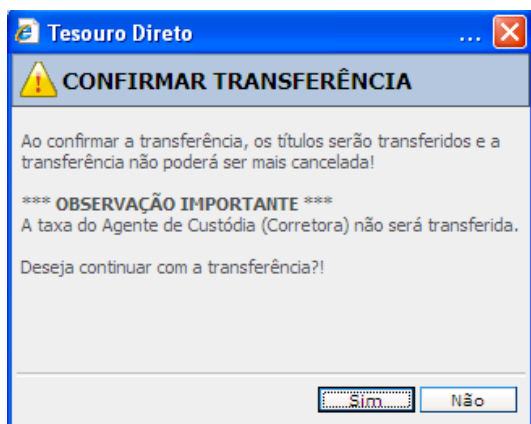 Tesouro Direto ...
CONFIRMAR TRANSFERÊNCIA
Ao confirmar a transferência, os títulos serão transferidos e a
transferência não poderá ser mais cancelada!
*** OBSERVAÇÃO IMPORTANTE ***
A taxa do Agente de Custódia (Corretora) não será transferida.
Deseja continuar com a transferência?!
Sim Não